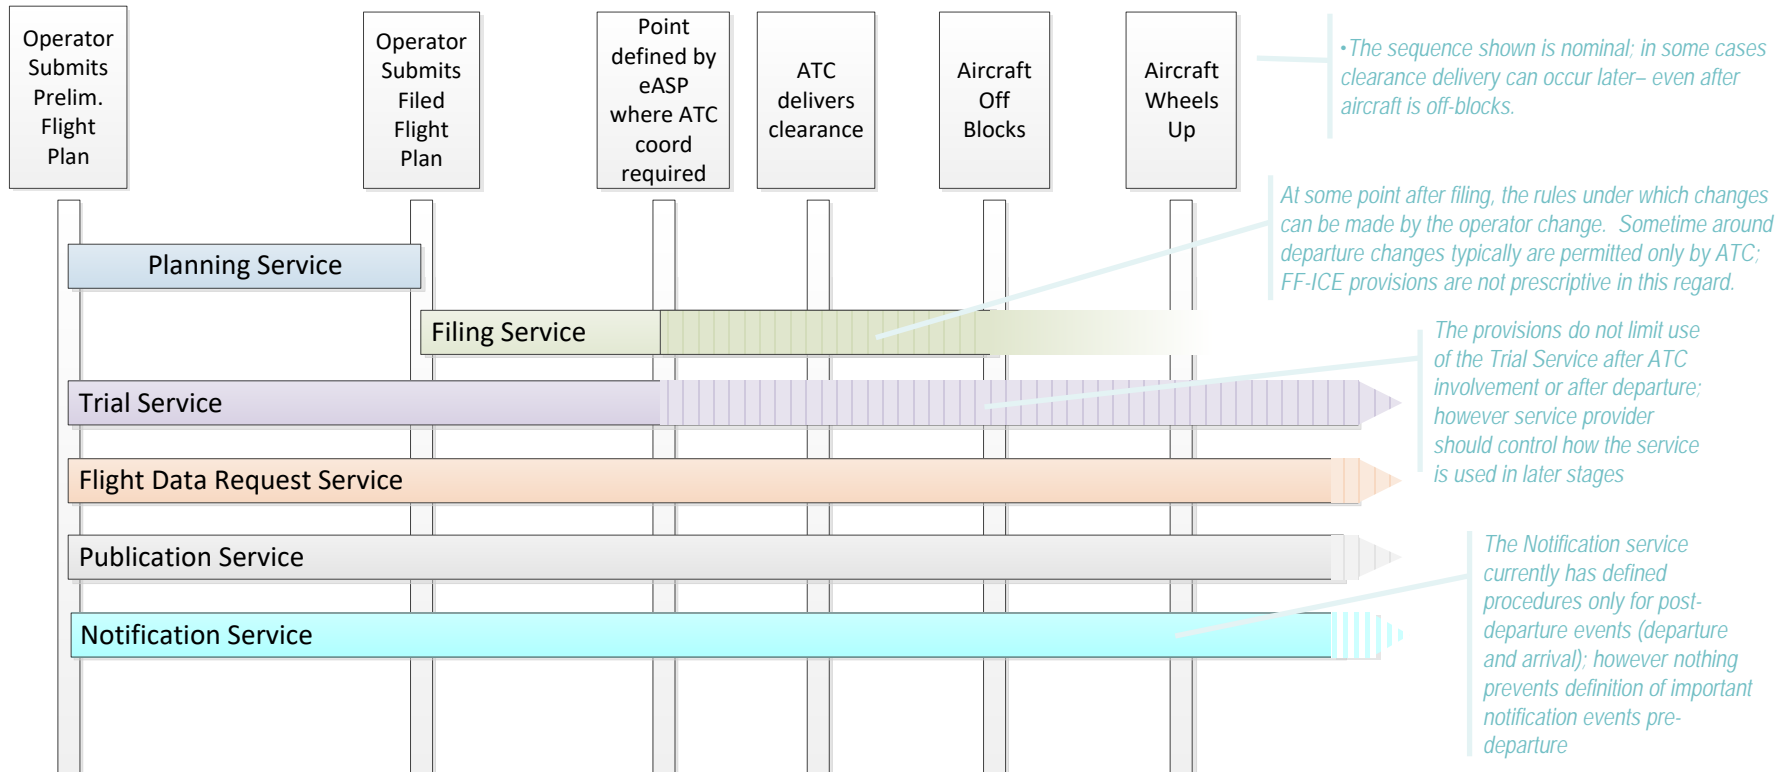 Operator
Submits
Prelim.
Flight
Plan
Operator
Submits
Filed
Flight
Plan
Point
defined by
eASP
where ATC
coord
required
ATC
delivers
clearance
Aircraft
Off
Blocks
Aircraft
Wheels
Up
•The sequence shown is nominal; in some cases
clearance delivery can occur later– even after
aircraft is off-blocks.
At some point after filing, the rules under which changes
can be made by the operator change. Sometime around
departure changes typically are permitted only by ATC;
FF-ICE provisions are not prescriptive in this regard.
Planning Service
Filing Service
The provisions do not limit use
of the Trial Service after ATC
involvement or after departure;
however service provider
should control how the service
is used in later stages
Trial Service
Flight Data Request Service
Publication Service
Notification Service
The Notification service
currently has defined
procedures only for post-
departure events (departure
and arrival); however nothing
prevents definition of important
notification events pre-
departure